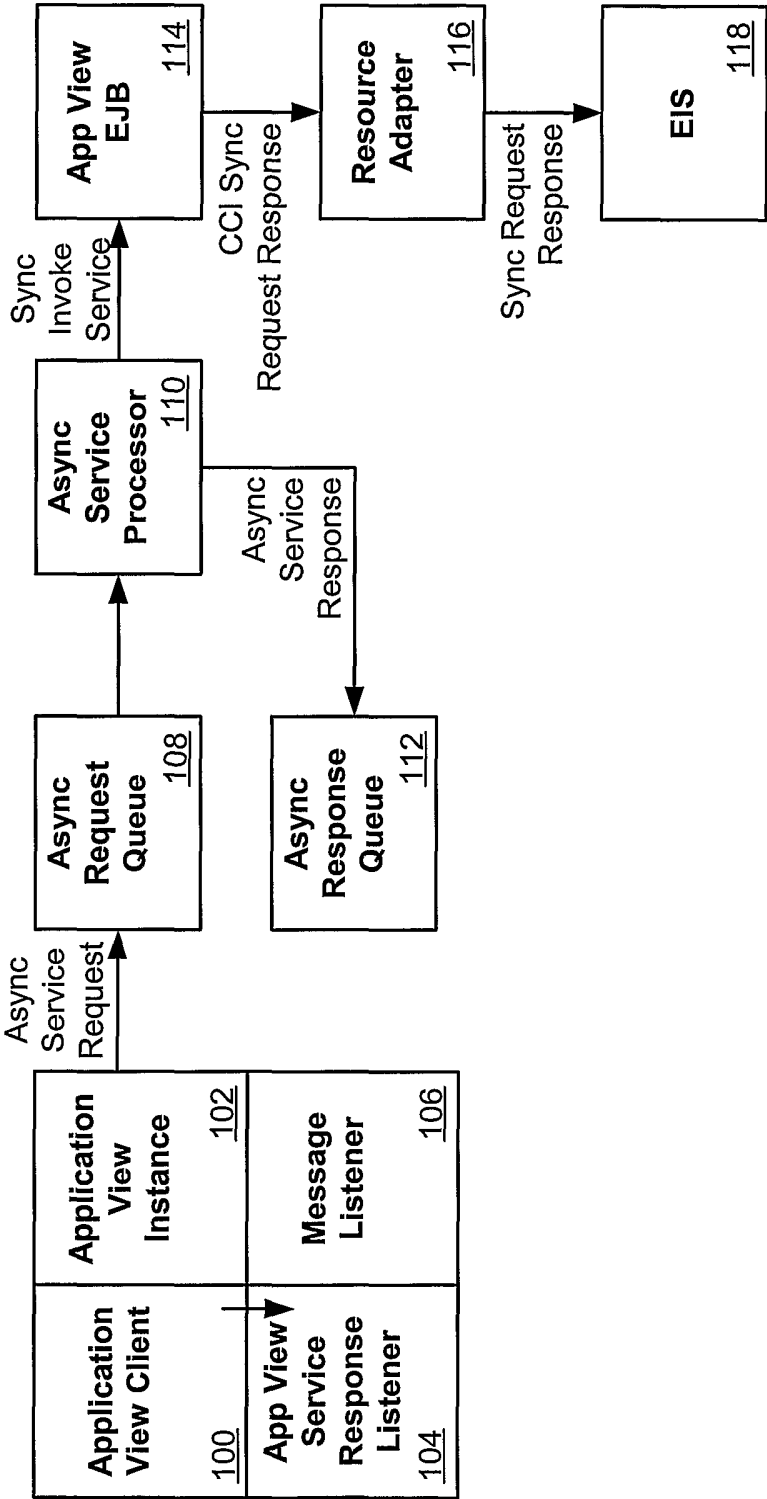 Application
View Client
100
Application
View
Instance
102
App View
Service
Response
Listener
104
Message
Listener
106
Async
Service
Request
Async
Request
Queue
108
Async
Service
Processor
110
Async
Service
Response
Async
Response
Queue
112
Sync
Invoke
Service
App View
EJB
114
CCI Sync
Request Response
Resource
Adapter
116
Sync Request
Response
EIS
118